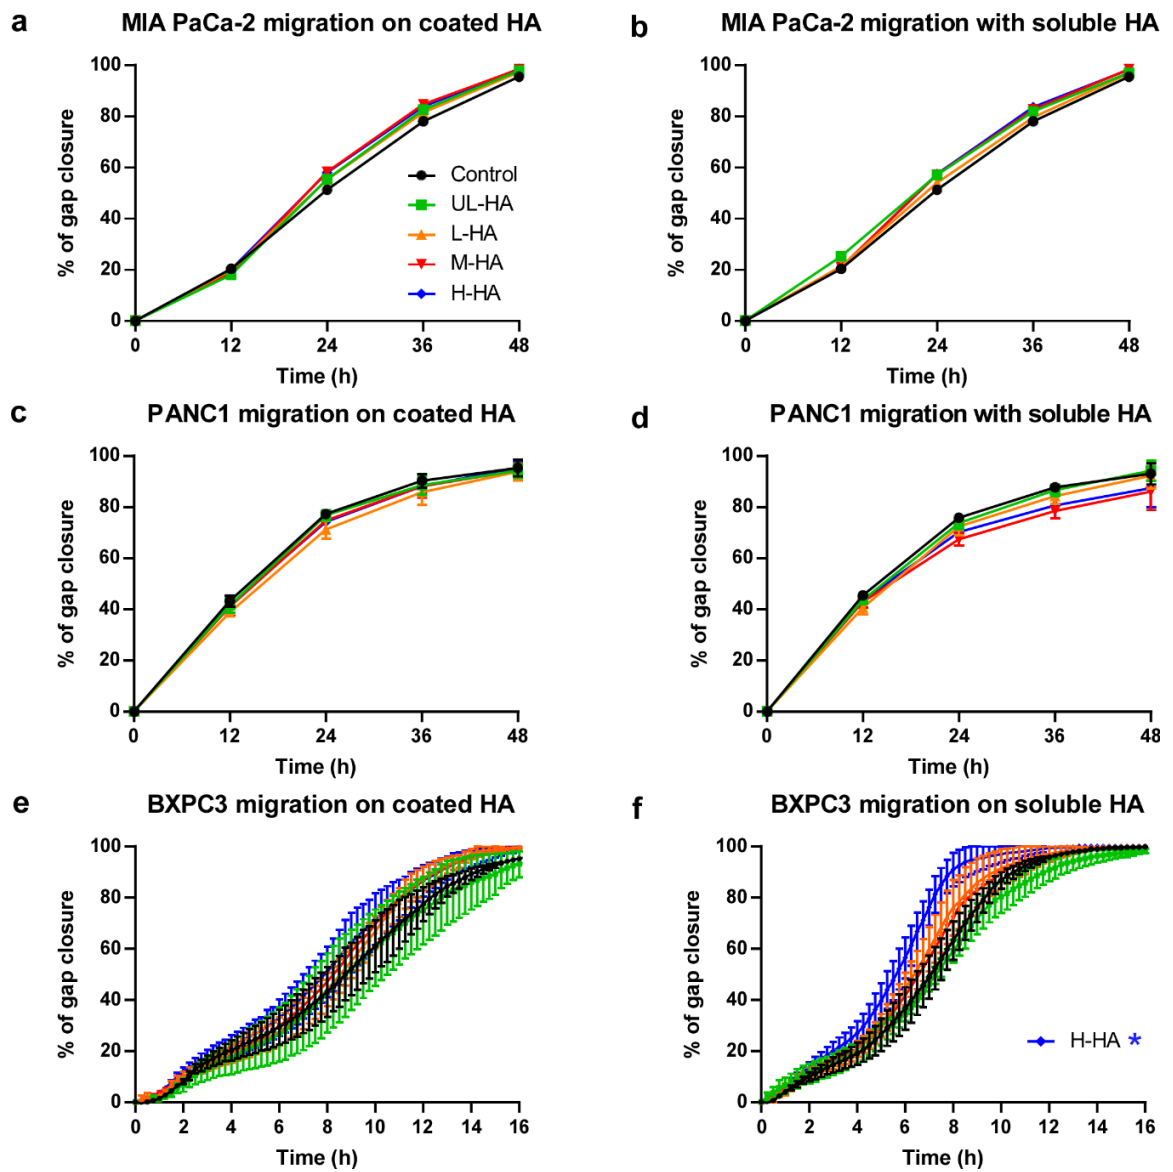 a MIA PaCa-2 migration on coated HA
% of gap closure
100
80
60
40
20
0
Control
UL-HA
L-HA
M-HA
H-HA
0 12 24 36 48
Time (h)
b MIA PaCa-2 migration with soluble HA
% of gap closure
100
80
60
40
20
0
0 12 24 36 48
Time (h)
c PANC1 migration on coated HA
% of gap closure
100
80
60
40
20
0
0 12 24 36 48
Time (h)
d PANC1 migration with soluble HA
% of gap closure
100
80
60
40
20
0
0 12 24 36 48
Time (h)
e BXPC3 migration on coated HA
% of gap closure
100
80
60
40
20
0
0 2 4 6 8 10 12 14 16
Time (h)
f BXPC3 migration on soluble HA
% of gap closure
100
80
60
40
20
0
H-HA *
0 2 4 6 8 10 12 14 16
Time (h)